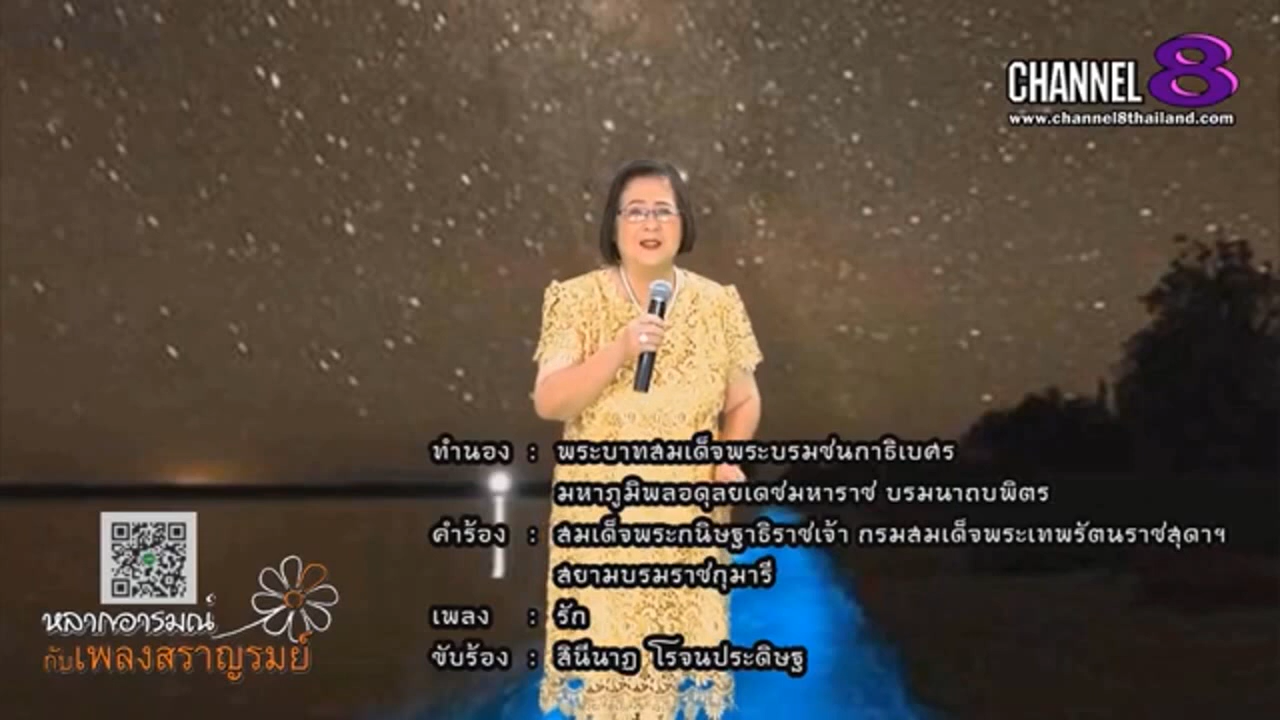 CHANNEL 8
www.channel8thailand.com
ทำนอง : พระบาทสมเด็จพระบรมชนกาธิเบศร
มหาภูมิพลอดุลยเดชมหาราช บรมนาถบพิตร
คำร้อง : สมเด็จพระกนิษฐาธิราชเจ้า กรมสมเด็จพระเทพรัตนราชสุดาฯ
สยามบรมราชกุมารี
เพลง : รัก
ขับร้อง : สินีนาฏ โรจนประดิษฐ
หลากอารมณ์
กับเพลงสราญรมย์